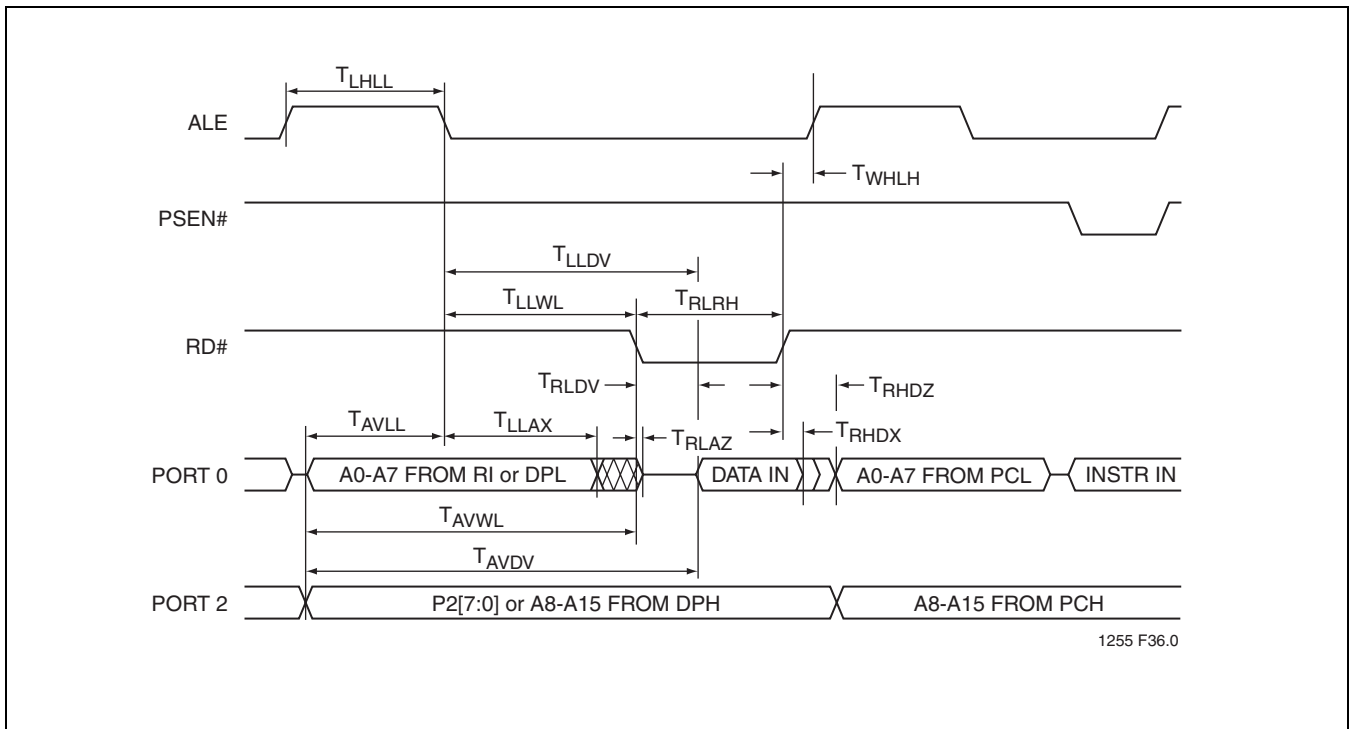 TLHLL
ALE
TWHLH
PSEN#
TLLDV
TLLWL TRLRH
RD#
TRLDV TRHDZ
TAVLL TLLAX TRLAZ TRHDX
PORT 0 A0-A7 FROM RI or DPL DATA IN A0-A7 FROM PCL INSTR IN
TAVWL
TAVDV
PORT 2 P2[7:0] or A8-A15 FROM DPH A8-A15 FROM PCH
1255 F36.0